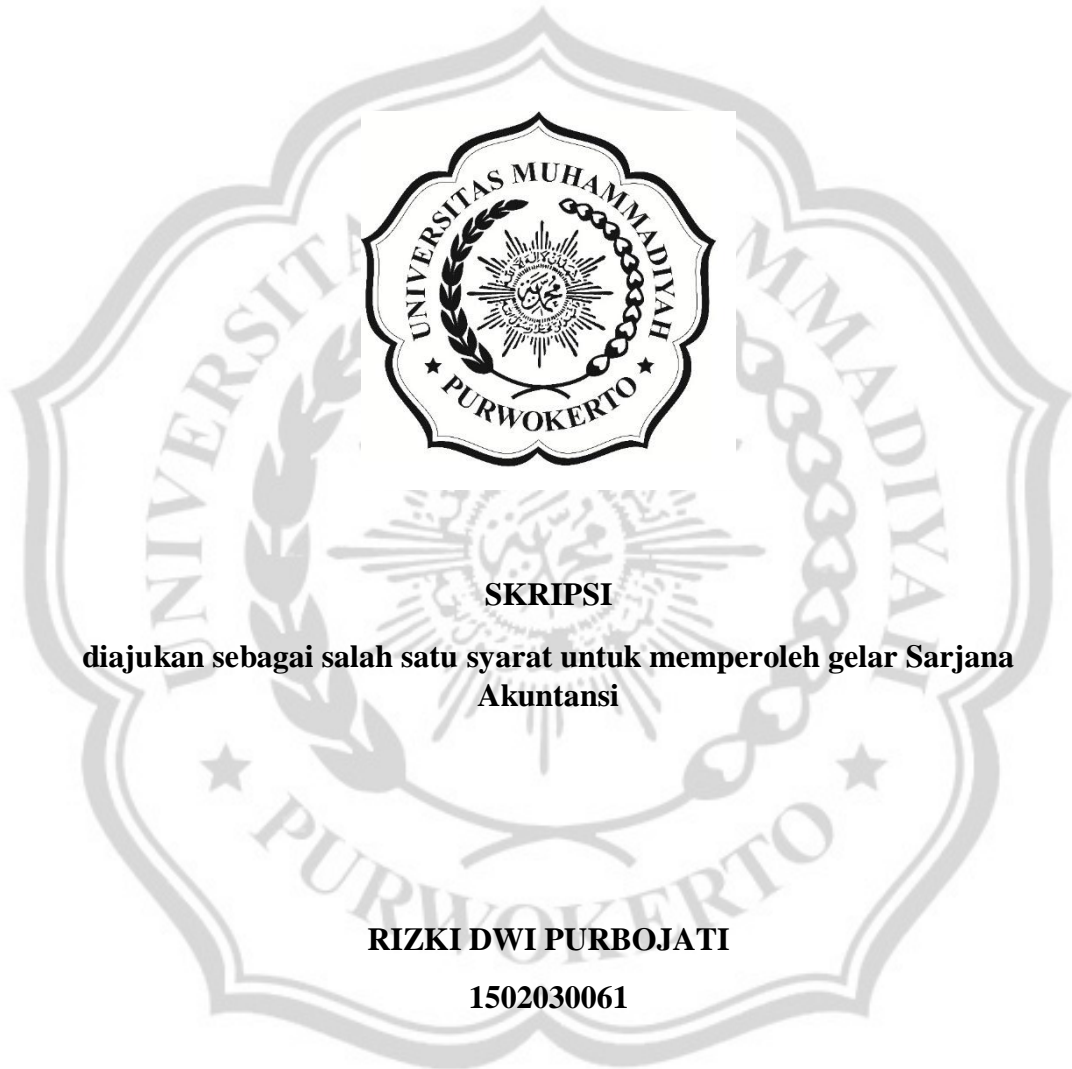 UNIVERSITAS MUHAMMADIYAH
PURWOKERTO
SKRIPSI
diajukan sebagai salah satu syarat untuk memperoleh gelar Sarjana
Akuntansi
RIZKI DWI PURBOJATI
1502030061